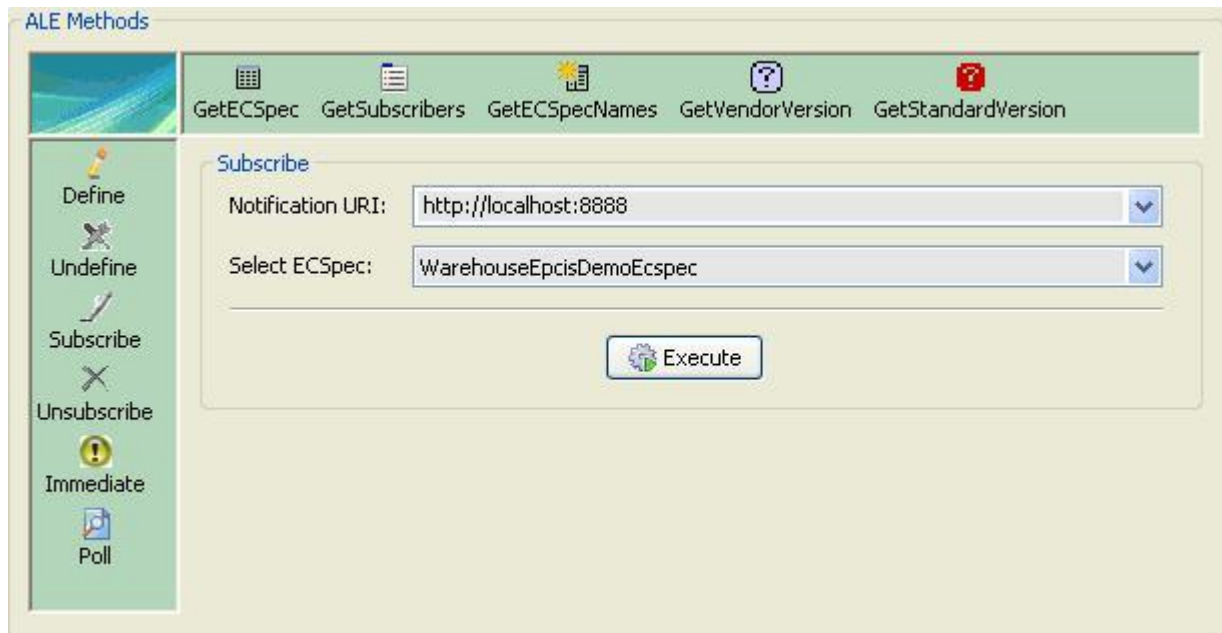 ALE Methods
GetECSpec GetSubscribers GetECSpecNames GetVendorVersion GetStandardVersion
Define
Undefine
Subscribe
Unsubscribe
Immediate
Poll
Subscribe
Notification URI: http://localhost:8888
Select ECSpec: WarehouseEpcisDemoEcspec
Execute